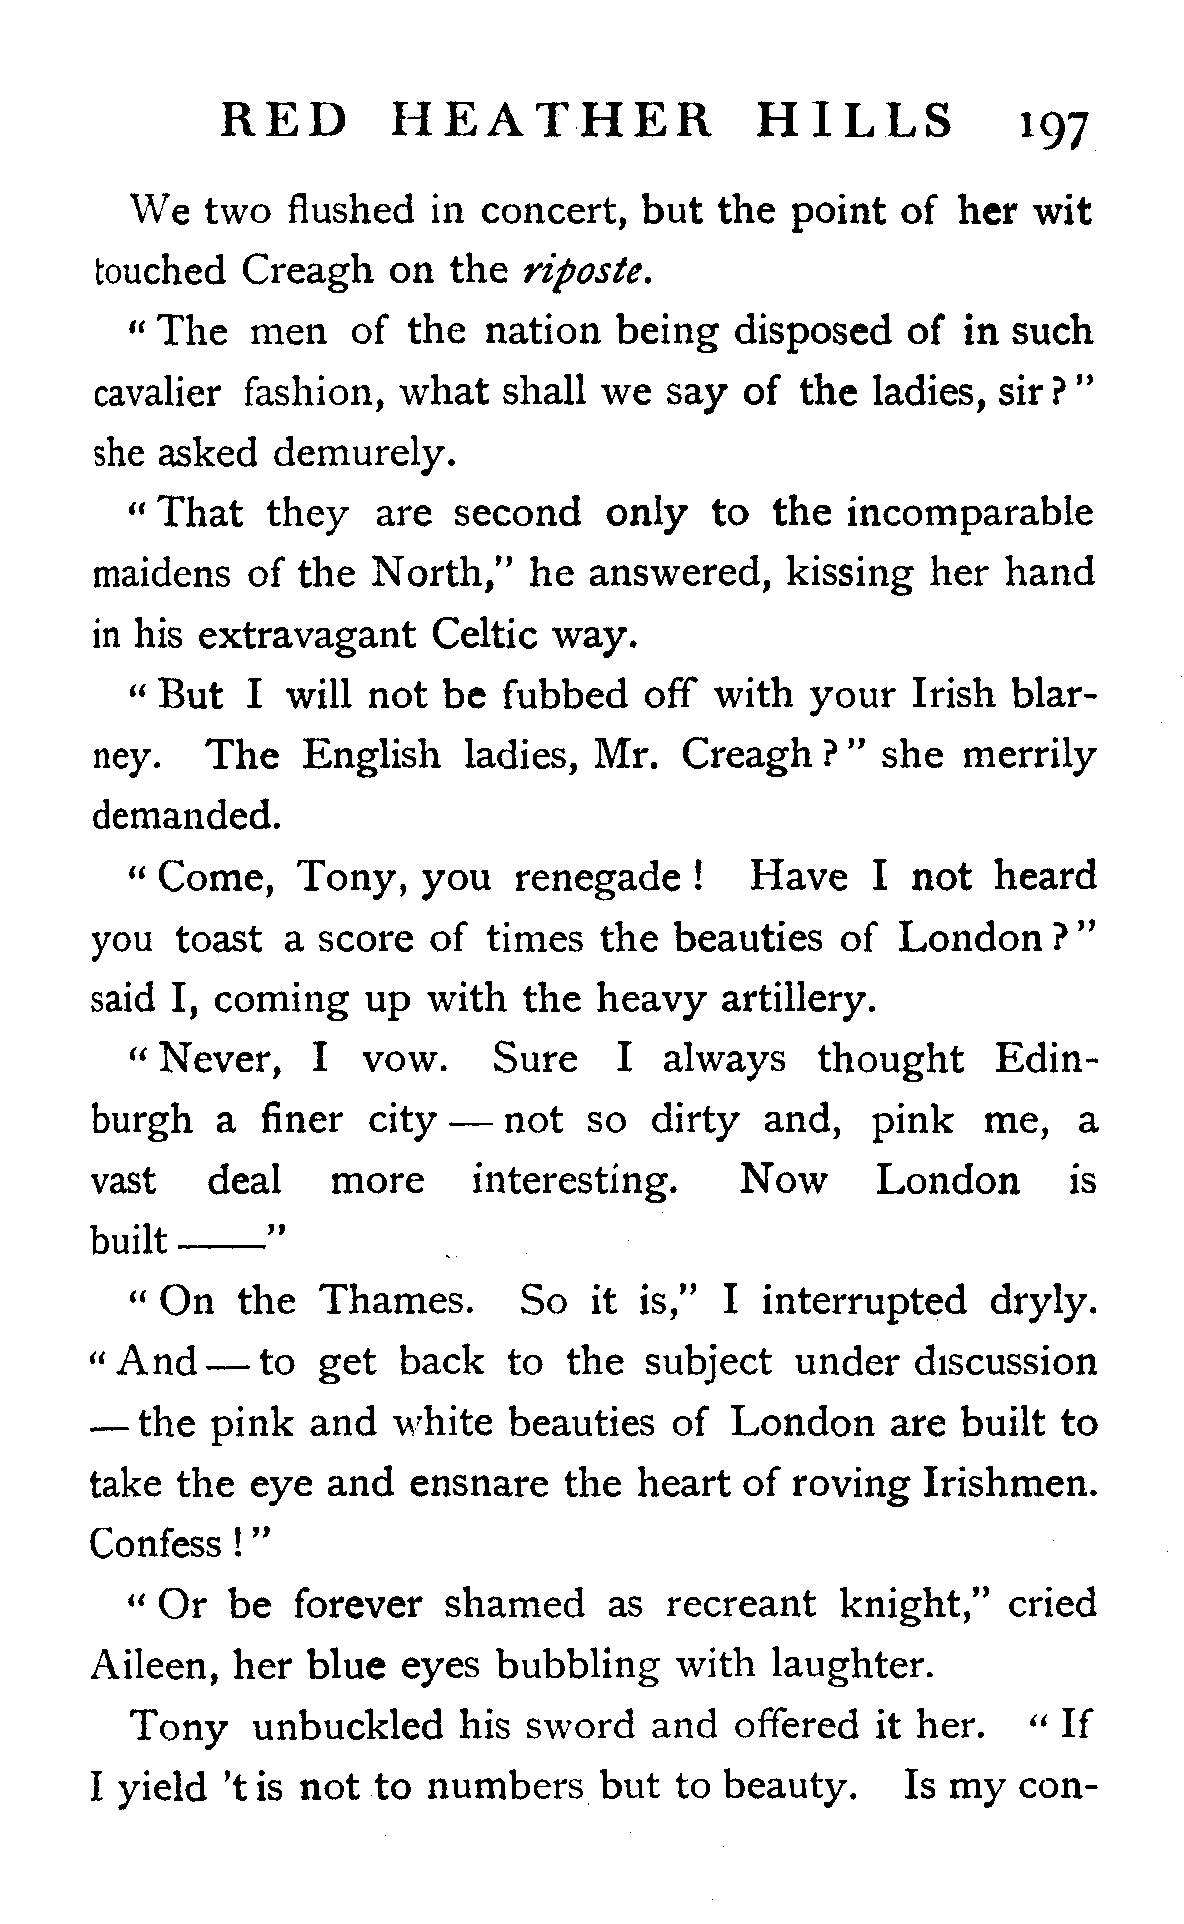 RED HEATHER HILLS 197
We two flushed in concert, but the point of her wit
touched Creagh on the riposte.
“ The men of the nation being disposed of in such
cavalier fashion, what shall we say of the ladies, sir ? ”
she asked demurely.
“ That they are second only to the incomparable
maidens of the North,” he answered, kissing her hand
in his extravagant Celtic way.
“ But I will not be fubbed off with your Irish blar-
ney. The English ladies, Mr. Creagh ? ” she merrily
demanded.
“ Come, Tony, you renegade ! Have I not heard
you toast a score of times the beauties of London ? ”
said I, coming up with the heavy artillery.
“ Never, I vow. Sure I always thought Edin-
burgh a finer city — not so dirty and, pink me, a
vast deal more interesting. Now London is
built ——”
“ On the Thames. So it is,” I interrupted dryly.
“ And — to get back to the subject under discussion
— the pink and white beauties of London are built to
take the eye and ensnare the heart of roving Irishmen.
Confess ! ”
“ Or be forever shamed as recreant knight,” cried
Aileen, her blue eyes bubbling with laughter.
Tony unbuckled his sword and offered it her. “ If
I yield ’t is not to numbers but to beauty. Is my con-